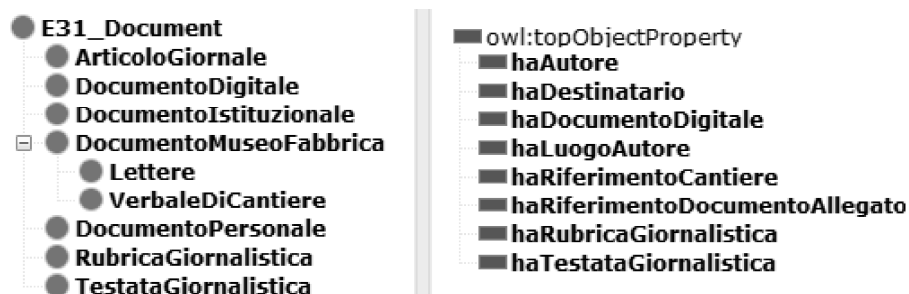 E31_Document
ArticoloGiornale
DocumentoDigitale
DocumentoIstituzionale
DocumentoMuseoFabbrica
Lettere
VerbaleDiCantiere
DocumentoPersonale
RubricaGiornalistica
TestataGiornalistica
owl:topObjectProperty
haAutore
haDestinatario
haDocumentoDigitale
haLuogoAutore
haRiferimentoCantiere
haRiferimentoDocumentoAllegato
haRubricaGiornalistica
haTestataGiornalistica